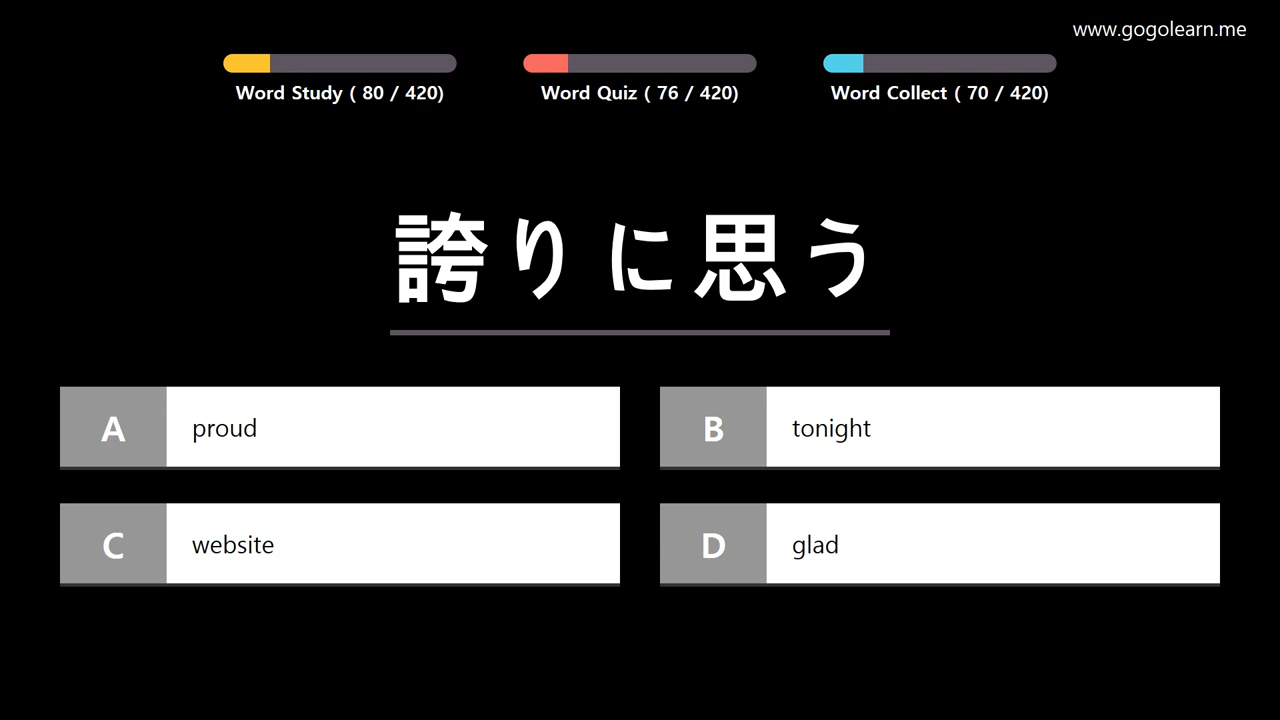 www.gogolearn.me
Word Study ( 80 / 420)
Word Quiz ( 76 / 420)
Word Collect ( 70 / 420)
誇りに思う
A proud
B tonight
C website
D glad